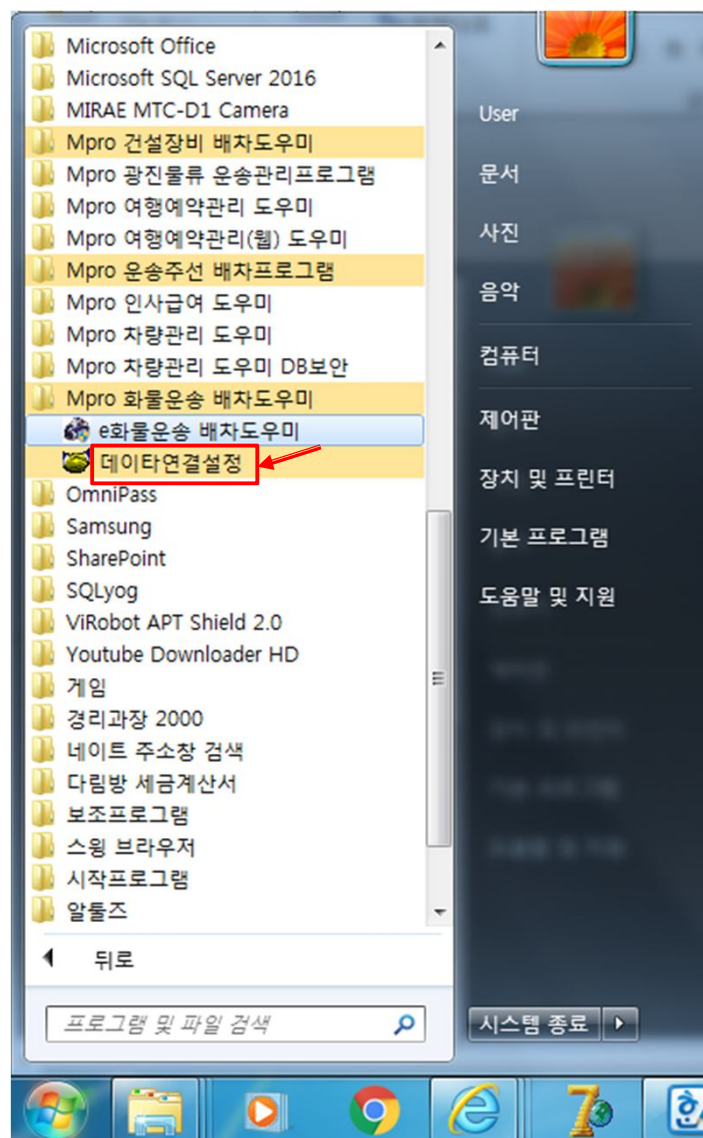 Microsoft Office
Microsoft SQL Server 2016
MIRAE MTC-D1 Camera
Mpro 건설장비 배차도우미
Mpro 광진물류 운송관리프로그램
Mpro 여행예약관리 도우미
Mpro 여행예약관리(웹) 도우미
Mpro 운송주선 배차프로그램
Mpro 인사급여 도우미
Mpro 차량관리 도우미
Mpro 차량관리 도우미 DB보안
Mpro 화물운송 배차도우미
e화물운송 배차도우미
데이타연결설정
OmniPass
Samsung
SharePoint
SQLyog
ViRobot APT Shield 2.0
Youtube Downloader HD
게임
경리과장 2000
네이트 주소창 검색
다림방 세금계산서
보조프로그램
스윙 브라우저
시작프로그램
알툴즈
뒤로
프로그램 및 파일 검색
User
문서
사진
음악
컴퓨터
제어판
장치 및 프린터
기본 프로그램
도움말 및 지원
시스템 종료